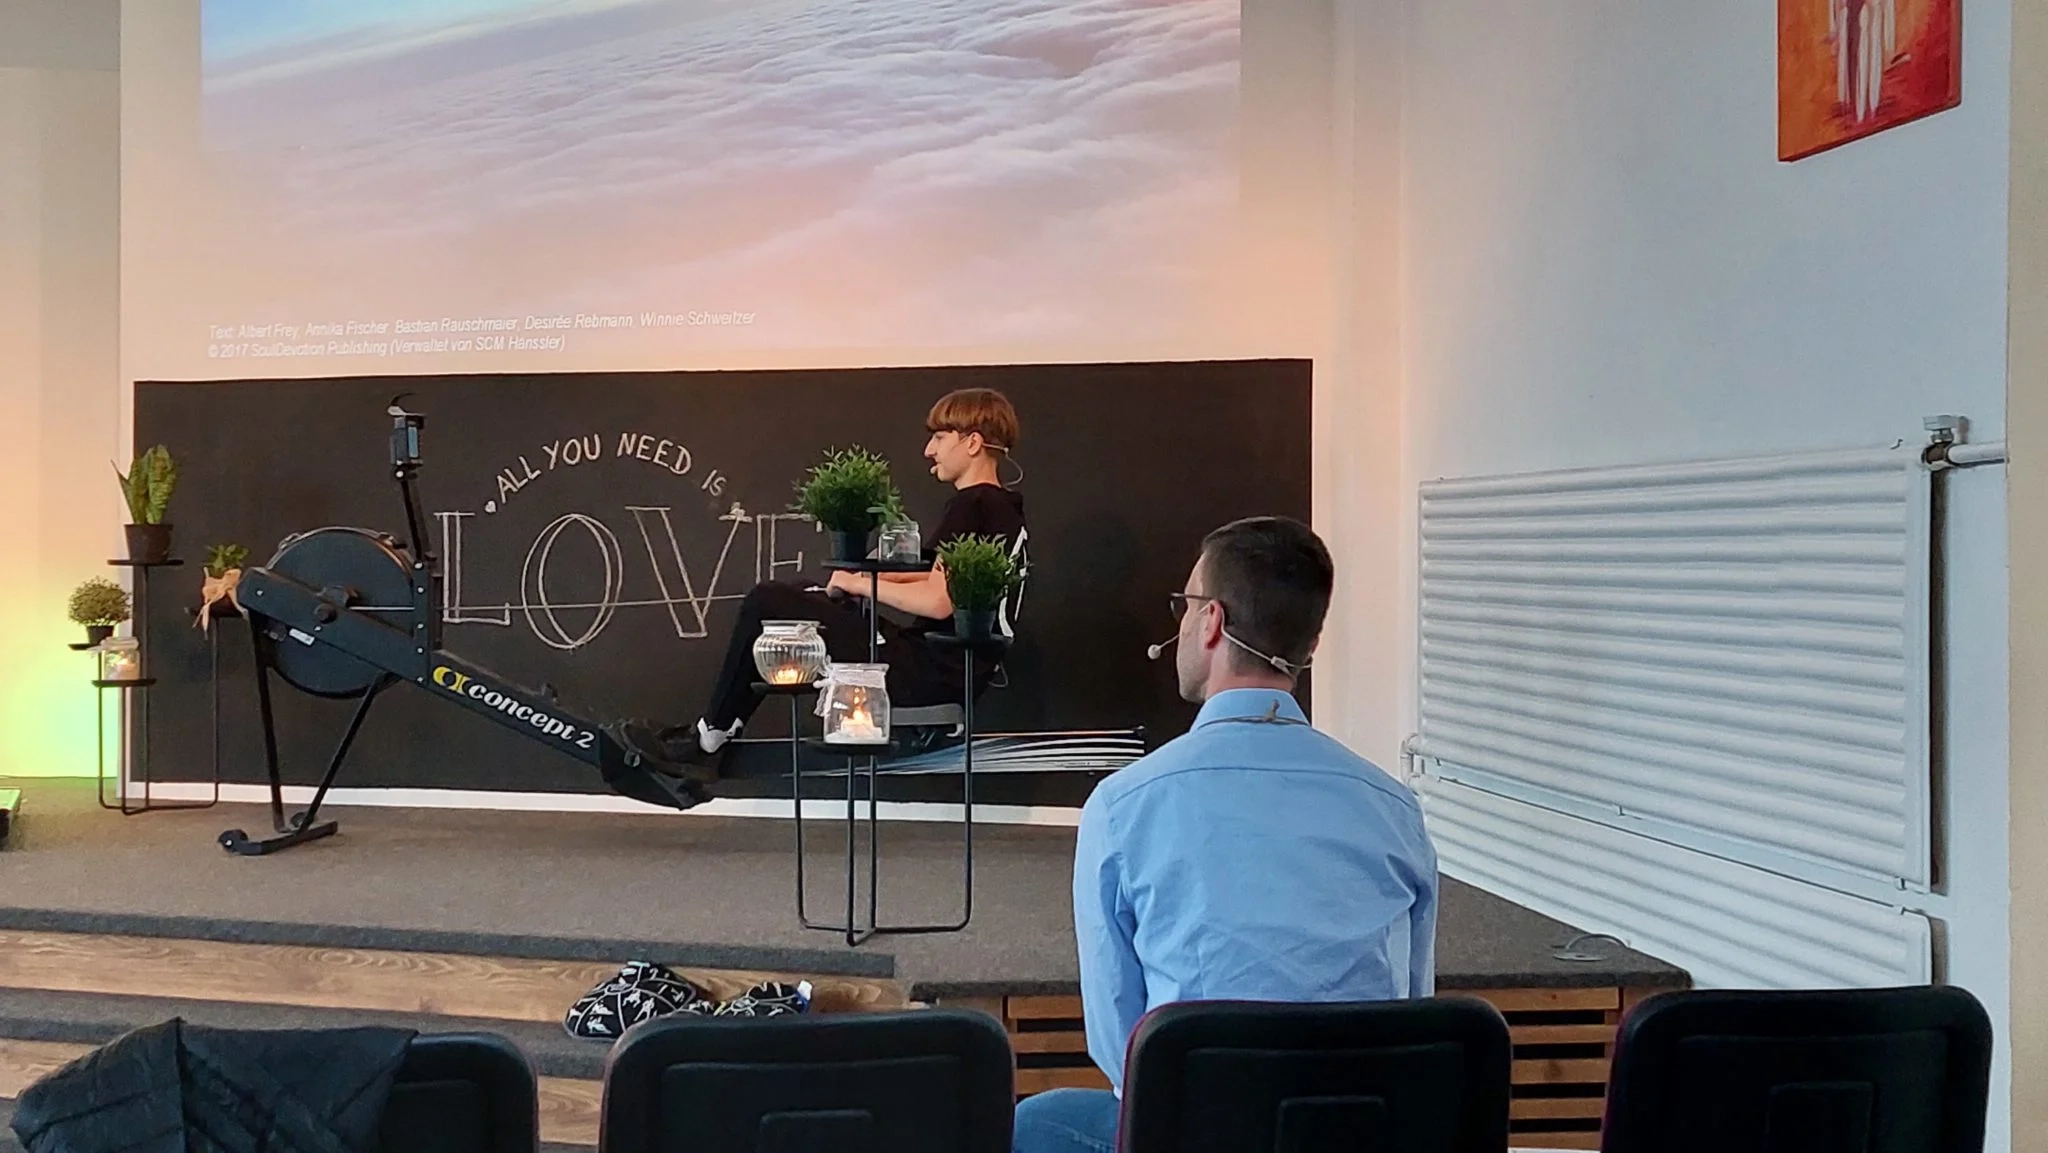 Text: Albert Frey, Annika Fischer, Bastian Rauschmaier, Desirée Rebmann, Winnie Schweitzer
© 2017 SoulDevotion Publishing (Verwaltet von SCM Hänssler)
ALL YOU NEED IS
LOVE
concept 2